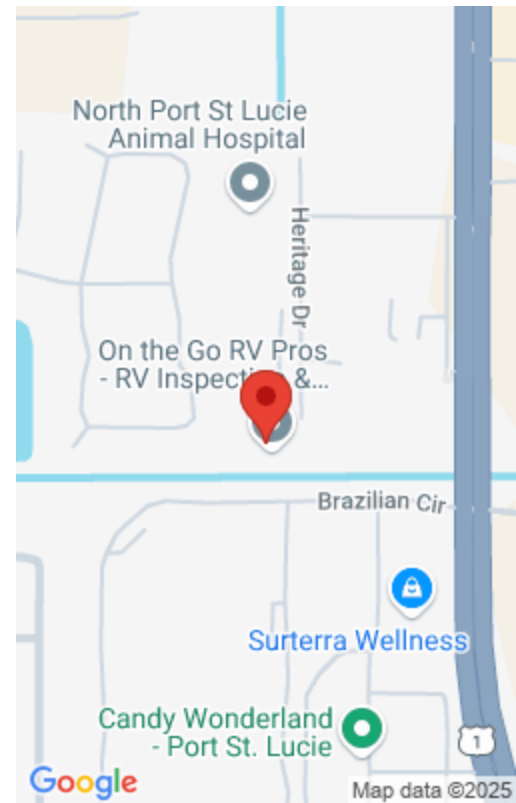 North Port St Lucie
Animal Hospital
Heritage Dr
On the Go RV Pros
- RV Inspection &...
Brazilian Cir
Surterra Wellness
Candy Wonderland
- Port St. Lucie
1
Google
Map data ©2025